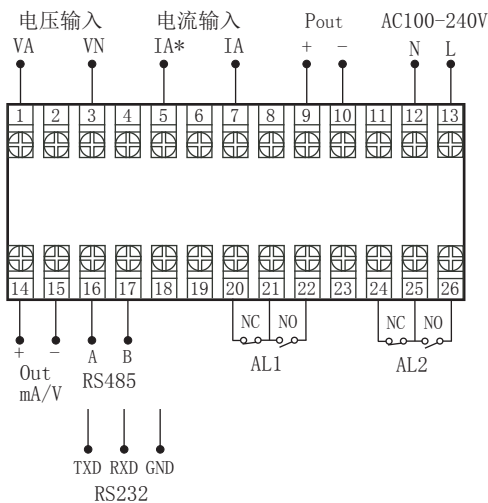 电压输入 电流输入 Pout AC100-240V
VA VN IA* IA + − N L
1 2 3 4 5 6 7 8 9 10 11 12 13
14 15 16 17 18 19 20 21 22 23 24 25 26
NC NO NC NO
+ − A B AL1 AL2
Out RS485
mA/V
TXD RXD GND
RS232